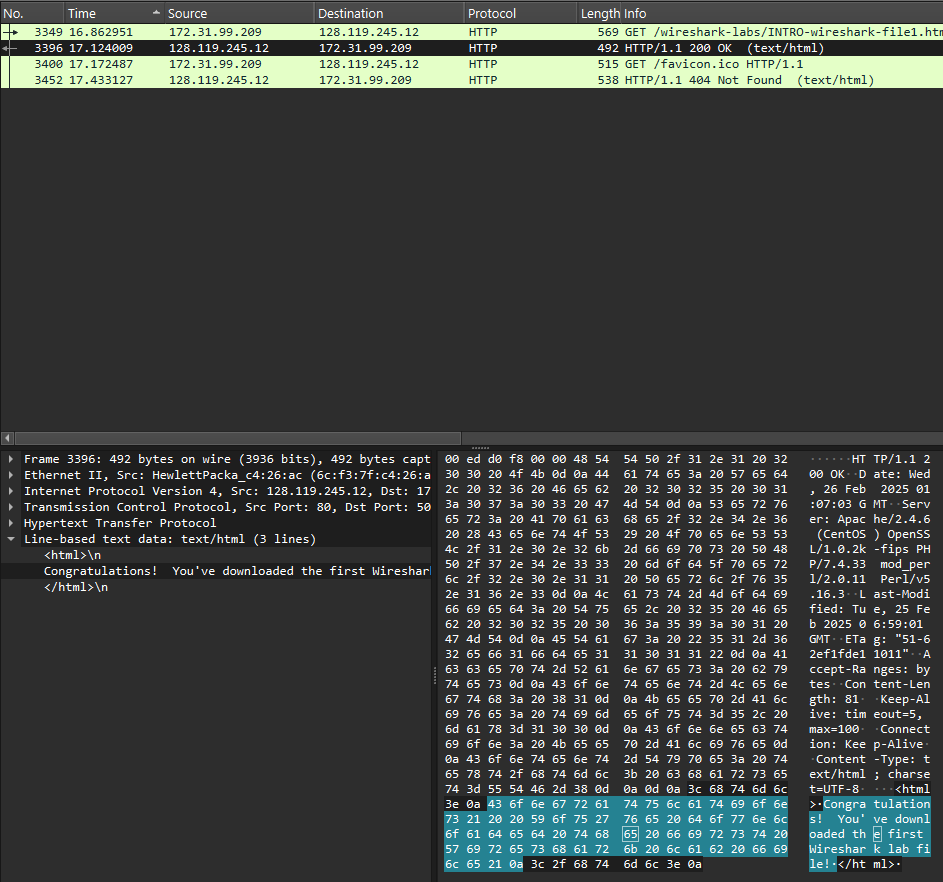 No. Time Source Destination Protocol Length Info
3349 16.862951 172.31.99.209 128.119.245.12 HTTP 569 GET /wireshark-labs/INTRO-wireshark-file1.htm
3396 17.124009 128.119.245.12 172.31.99.209 HTTP 492 HTTP/1.1 200 OK (text/html)
3400 17.172487 172.31.99.209 128.119.245.12 HTTP 515 GET /favicon.ico HTTP/1.1
3452 17.433127 128.119.245.12 172.31.99.209 HTTP 538 HTTP/1.1 404 Not Found (text/html)
Frame 3396: 492 bytes on wire (3936 bits), 492 bytes capt
Ethernet II, Src: HewlettPacka_c4:26:ac (6c:f3:7f:c4:26:a
Internet Protocol Version 4, Src: 128.119.245.12, Dst: 17
Transmission Control Protocol, Src Port: 80, Dst Port: 50
Hypertext Transfer Protocol
Line-based text data: text/html (3 lines)
<html>\n
Congratulations!  You've downloaded the first Wireshark
</html>\n
00 ed d0 f8 00 00 48 54 54 50 2f 31 2e 31 20 32 ······HT TP/1.1 2
30 30 20 4f 4b 0d 0a 44 61 74 65 3a 20 57 65 64 00 OK··D ate: Wed
2c 20 32 36 20 46 65 62 20 32 30 32 35 20 30 31 , 26 Feb 2025 01
3a 30 37 3a 30 33 20 47 4d 54 0d 0a 53 65 72 76 :07:03 G MT··Serv
65 72 3a 20 41 70 61 63 68 65 2f 32 2e 34 2e 36 er: Apac he/2.4.6
20 28 43 65 6e 74 4f 53 29 20 4f 70 65 6e 53 53 (CentOS ) OpenSS
4c 2f 31 2e 30 2e 32 6b 2d 66 69 70 73 20 50 48 L/1.0.2k -fips PH
50 2f 37 2e 34 2e 33 33 20 6d 6f 64 5f 70 65 72 P/7.4.33 mod_per
6c 2f 32 2e 30 2e 31 31 20 50 65 72 6c 2f 76 35 l/2.0.11 Perl/v5
2e 31 36 2e 33 0d 0a 4c 61 73 74 2d 4d 6f 64 69 .16.3··L ast-Modi
66 69 65 64 3a 20 54 75 65 2c 20 32 35 20 46 65 fied: Tu e, 25 Fe
62 20 32 30 32 35 20 30 36 3a 35 39 3a 30 31 20 b 2025 0 6:59:01
47 4d 54 0d 0a 45 54 61 67 3a 20 22 35 31 2d 36 GMT··ETa g: "51-6
32 65 66 31 66 64 65 31 31 30 31 31 22 0d 0a 41 2ef1fde1 1011"··A
63 63 65 70 74 2d 52 61 6e 67 65 73 3a 20 62 79 ccept-Ra nges: by
74 65 73 0d 0a 43 6f 6e 74 65 6e 74 2d 4c 65 6e tes··Con tent-Len
67 74 68 3a 20 38 31 0d 0a 4b 65 65 70 2d 41 6c gth: 81· ·Keep-Al
69 76 65 3a 20 74 69 6d 65 6f 75 74 3d 35 2c 20 ive: tim eout=5,
6d 61 78 3d 31 30 30 0d 0a 43 6f 6e 6e 65 63 74 max=100· ·Connect
69 6f 6e 3a 20 4b 65 65 70 2d 41 6c 69 76 65 0d ion: Kee p-Alive·
0a 43 6f 6e 74 65 6e 74 2d 54 79 70 65 3a 20 74 ·Content -Type: t
65 78 74 2f 68 74 6d 6c 3b 20 63 68 61 72 73 65 ext/html ; charse
74 3d 55 54 46 2d 38 0d 0a 0d 0a 3c 68 74 6d 6c t=UTF-8· ···<html
3e 0a 43 6f 6e 67 72 61 74 75 6c 61 74 69 6f 6e >·Congra tulation
73 21 20 20 59 6f 75 27 76 65 20 64 6f 77 6e 6c s!  You' ve downl
6f 61 64 65 64 20 74 68 65 20 66 69 72 73 74 20 oaded th e first
57 69 72 65 73 68 61 72 6b 20 6c 61 62 20 66 69 Wireshar k lab fi
6c 65 21 0a 3c 2f 68 74 6d 6c 3e 0a le!·</ht ml>·